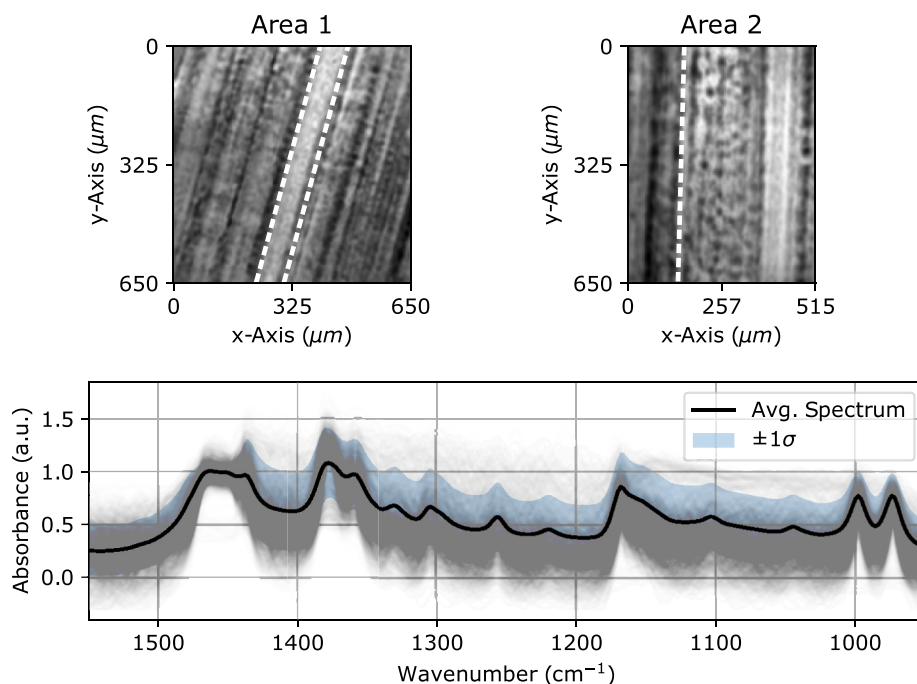 Area 1
Area 2
0
325
650
y-Axis (μm)
0
325
650
x-Axis (μm)
0
325
650
y-Axis (μm)
0
257
515
x-Axis (μm)
1.5
1.0
0.5
0.0
Absorbance (a.u.)
Avg. Spectrum
±1σ
1500
1400
1300
1200
1100
1000
Wavenumber (cm⁻¹)